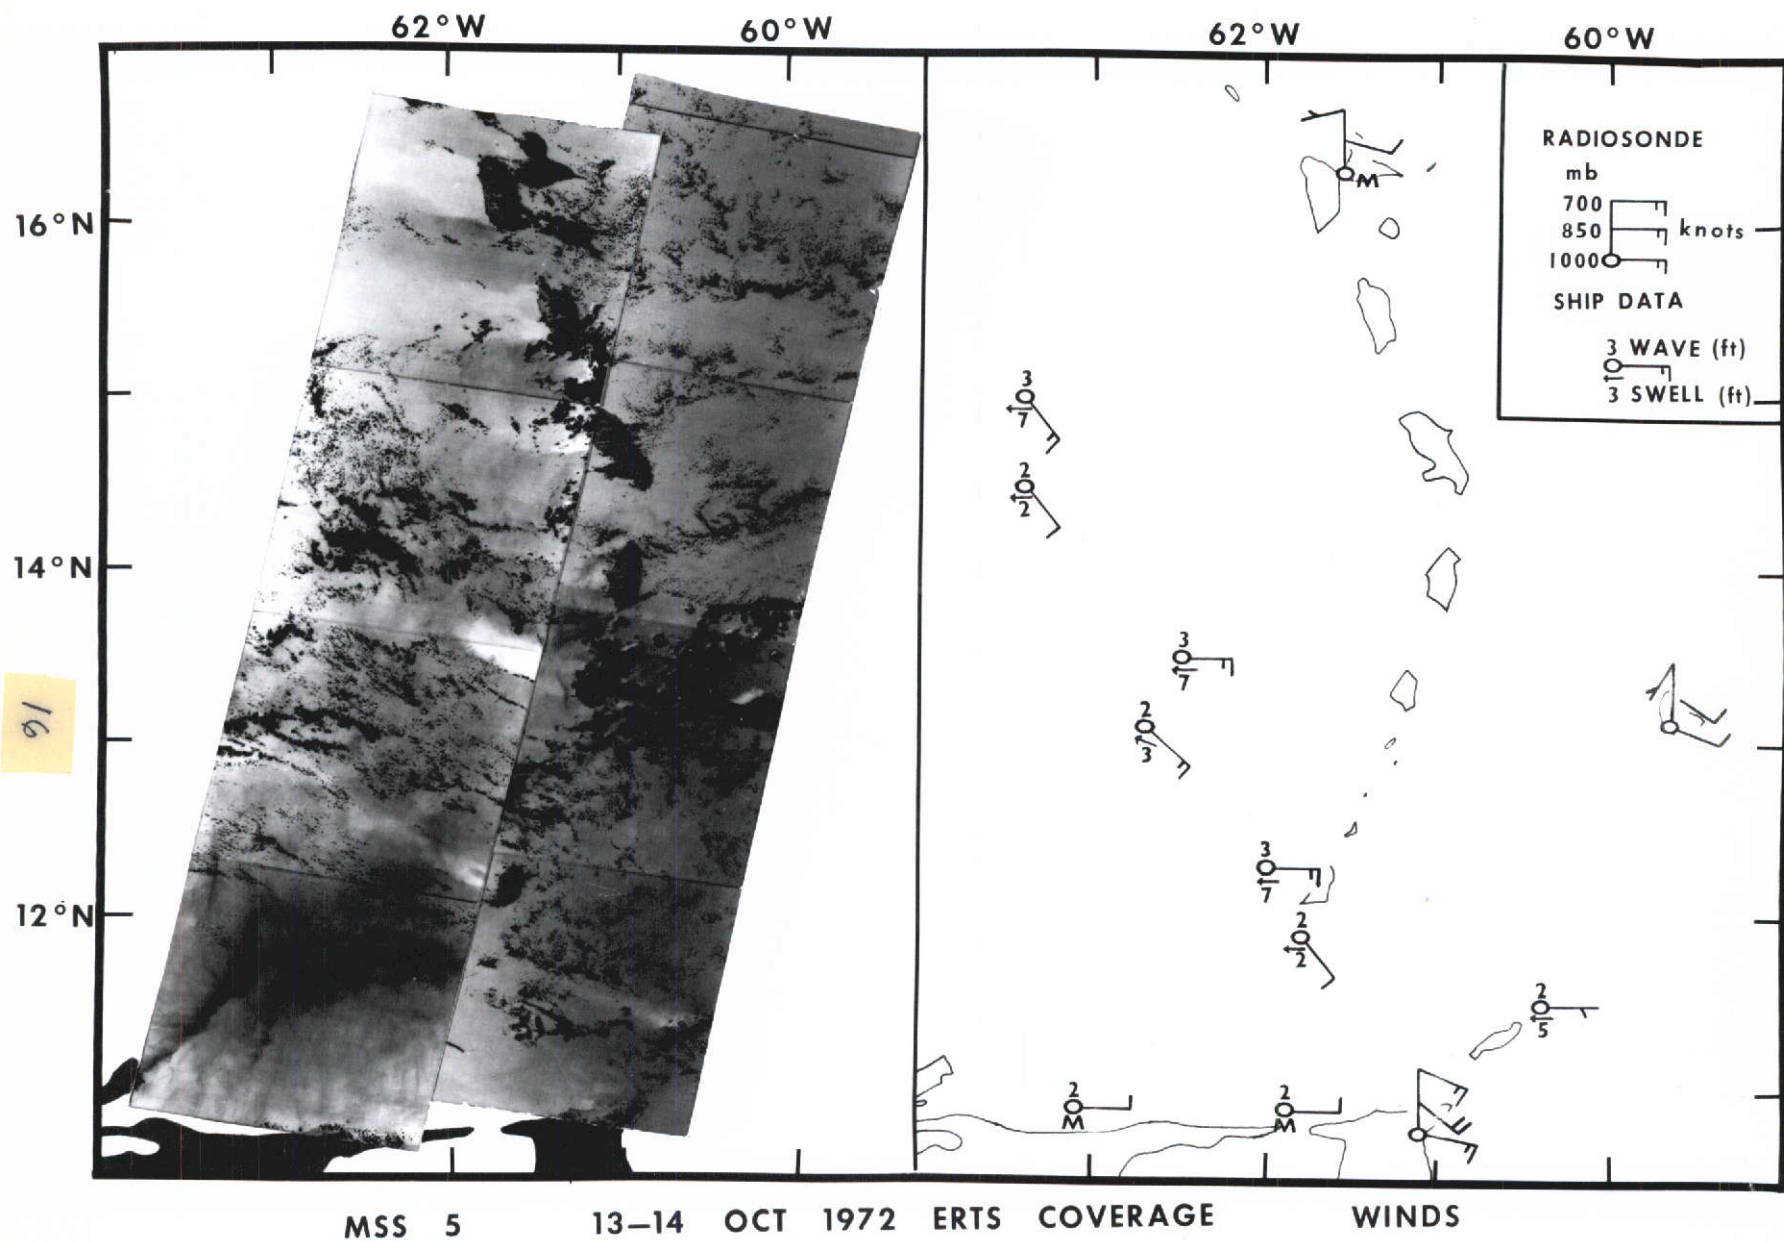 62°W
60°W
62°W
60°W
16°N
14°N
12°N
16
RADIOSONDE
mb
700
850 knots
1000
SHIP DATA
3 WAVE (ft)
3 SWELL (ft)
M
3
7
2
2
3
7
2
3
3
7
2
2
2
5
2
M
2
M
MSS 5 13–14 OCT 1972 ERTS COVERAGE WINDS